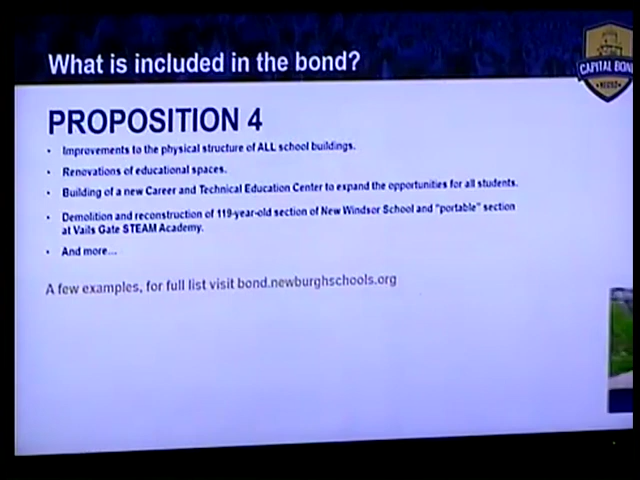 What is included in the bond?
CAPITAL BON
PROPOSITION 4
• Improvements to the physical structure of ALL school buildings.
• Renovations of educational spaces.
• Building of a new Career and Technical Education Center to expand the opportunities for all students.
• Demolition and reconstruction of 119-year-old section of New Windsor School and "portable" section
at Vails Gate STEAM Academy.
• And more...
A few examples, for full list visit bond.newburghschools.org